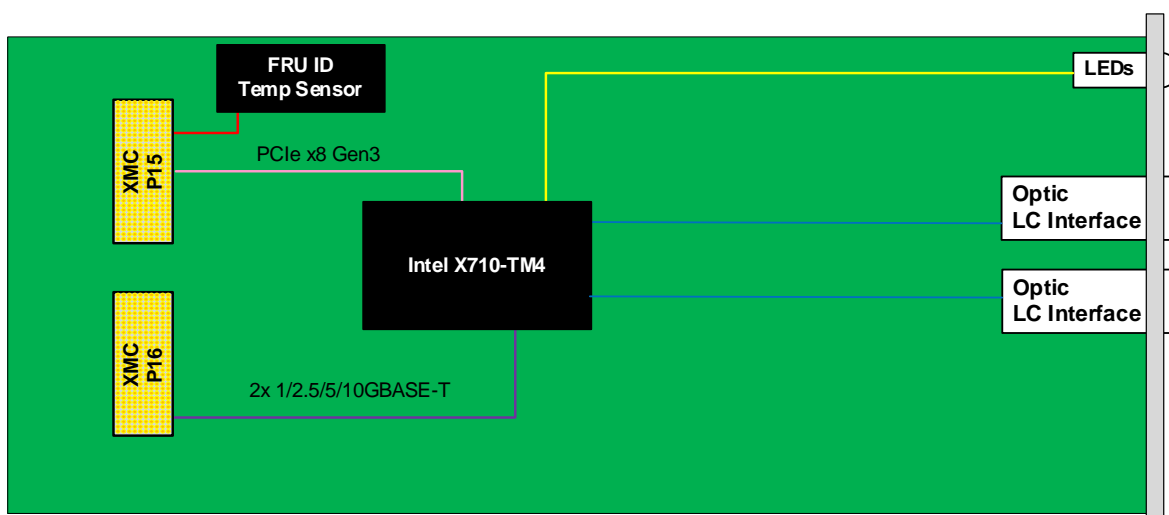 FRU ID
Temp Sensor
LEDs
XMC
P15
PCIe x8 Gen3
Optic
LC Interface
Intel X710-TM4
Optic
LC Interface
XMC
P16
2x 1/2.5/5/10GBASE-T